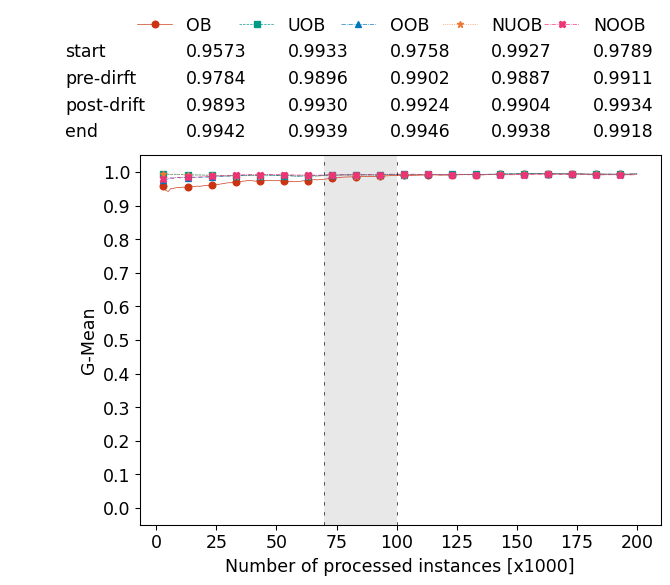 OB UOB OOB NUOB NOOB
start 0.9573 0.9933 0.9758 0.9927 0.9789
pre-dirft 0.9784 0.9896 0.9902 0.9887 0.9911
post-drift 0.9893 0.9930 0.9924 0.9904 0.9934
end 0.9942 0.9939 0.9946 0.9938 0.9918
1.0
0.9
0.8
0.7
0.6
0.5
0.4
0.3
0.2
0.1
0.0
G-Mean
0 25 50 75 100 125 150 175 200
Number of processed instances [x1000]